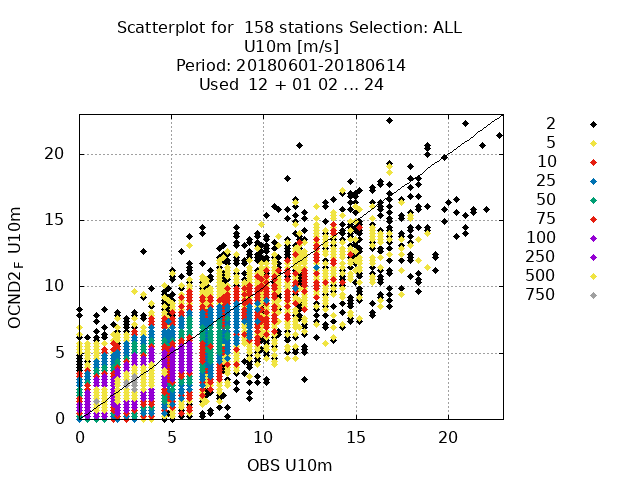 Scatterplot for  158 stations Selection: ALL
U10m [m/s]
Period: 20180601-20180614
Used  12 + 01 02 ... 24
2
5
10
25
50
75
100
250
500
750
20
15
10
5
0
OCND2 F U10m
0 5 10 15 20
OBS U10m